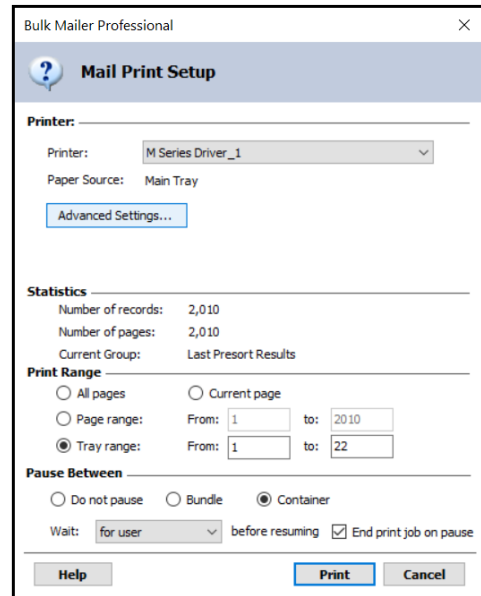 Bulk Mailer Professional
Mail Print Setup
Printer:
Printer: M Series Driver_1
Paper Source: Main Tray
Advanced Settings...
Statistics
Number of records: 2,010
Number of pages: 2,010
Current Group: Last Presort Results
Print Range
All pages Current page
Page range: From: 1 to: 2010
Tray range: From: 1 to: 22
Pause Between
Do not pause Bundle Container
Wait: for user before resuming End print job on pause
Help Print Cancel